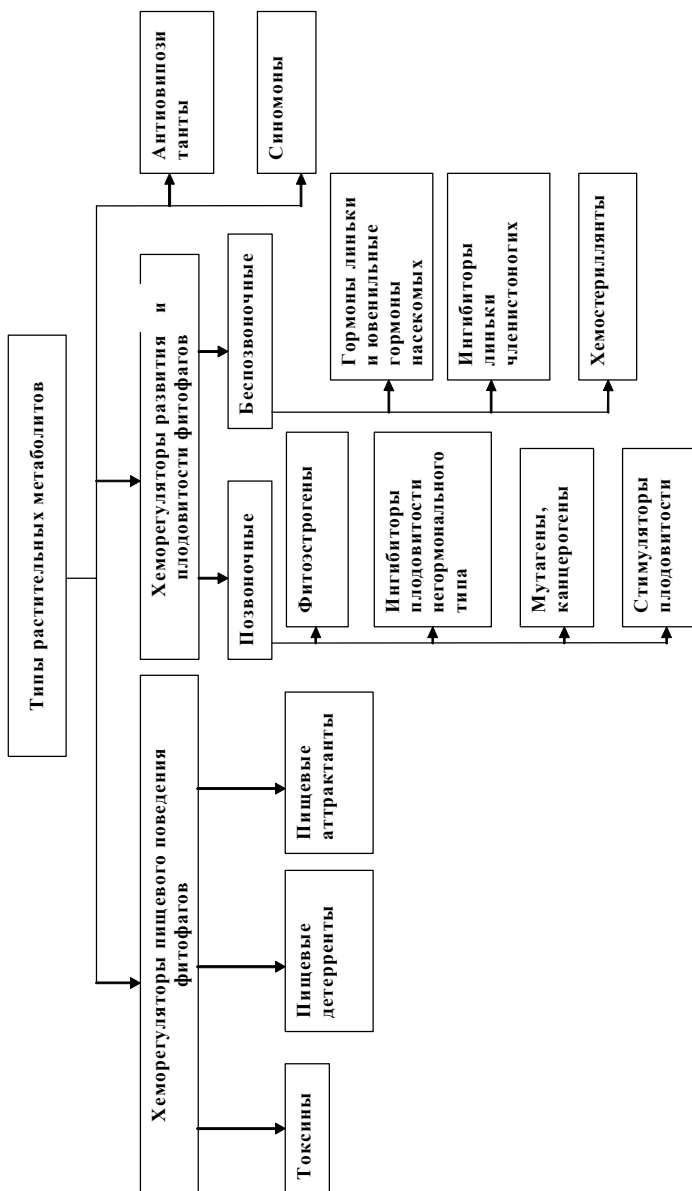 Типы растительных метаболитов
Хеморегуляторы пищевого поведения
фитофагов
Токсины
Пищевые
детерренты
Пищевые
аттрактанты
Хеморегуляторы развития и
плодовитости фитофагов
Позвоночные
Фитоэстрогены
Ингибиторы
плодовитости
негормонального
типа
Мутагены,
канцерогены
Стимуляторы
плодовитости
Беспозвоночные
Гормоны линьки
и ювенильные
гормоны
насекомых
Ингибиторы
линьки
членистоногих
Хемостериллянты
Антиовипози
танты
Синомоны